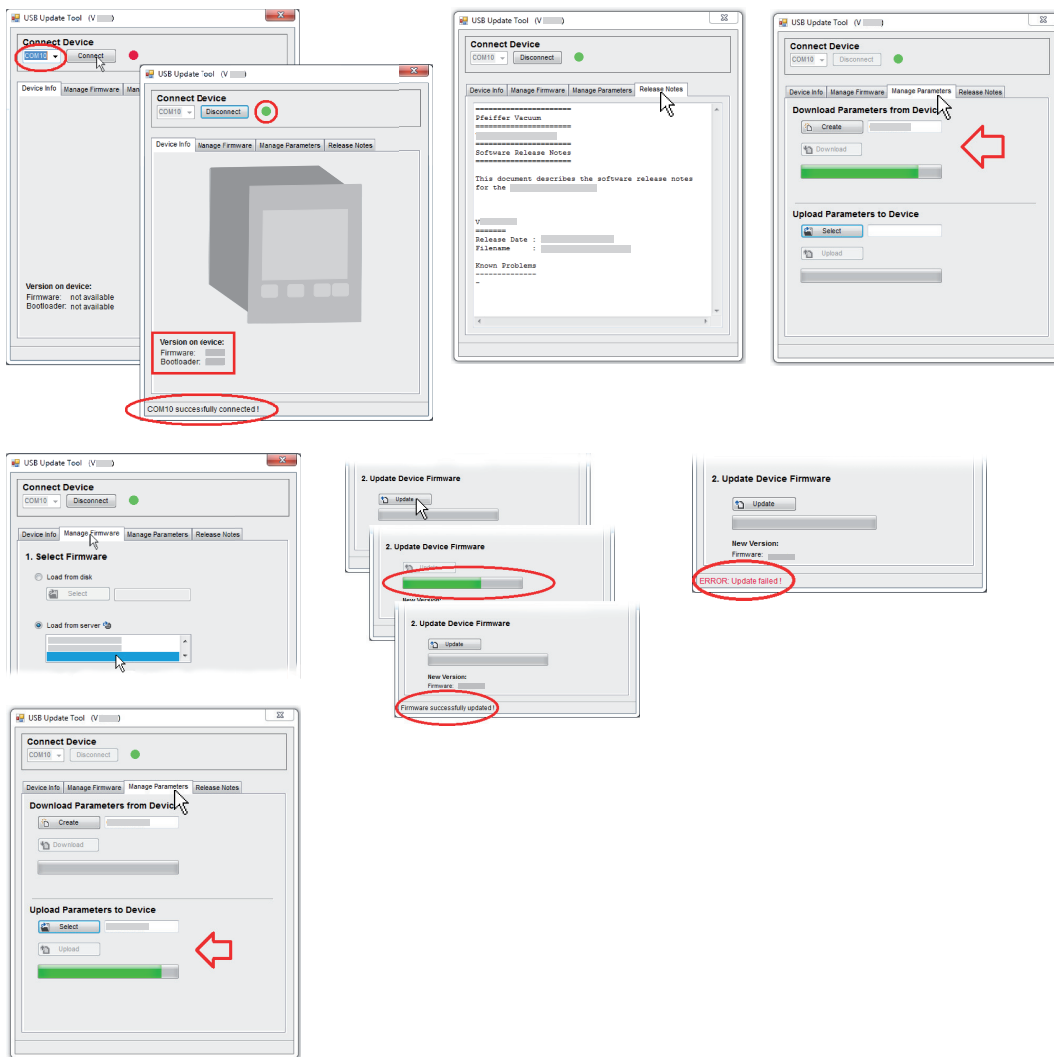 USB Update Tool (V )
Connect Device
COM10 Connect
Device Info Manage Firmware Man
Version on device:
Firmware: not available
Bootloader: not available
USB Update Tool (V )
Connect Device
COM10 Disconnect
Device Info Manage Firmware Manage Parameters Release Notes
Version on device:
Firmware:
Bootloader:
COM10 successfully connected !
USB Update Tool (V )
Connect Device
COM10 Disconnect
Device Info Manage Firmware Manage Parameters Release Notes
======================
Pfeiffer Vacuum
======================
======================
Software Release Notes
======================
This document describes the software release notes
for the
V
=======
Release Date :
Filename :
Known Problems
--------------
-
USB Update Tool (V )
Connect Device
COM10 Disconnect
Device Info Manage Firmware Manage Parameters Release Notes
Download Parameters from Device
Create
Download
Upload Parameters to Device
Select
Upload
USB Update Tool (V )
Connect Device
COM10 Disconnect
Device Info Manage Firmware Manage Parameters Release Notes
1. Select Firmware
Load from disk
Select
Load from server
2. Update Device Firmware
Update
2. Update Device Firmware
Update
New Version:
2. Update Device Firmware
Update
New Version:
Firmware:
Firmware successfully updated !
2. Update Device Firmware
Update
New Version:
Firmware:
ERROR: Update failed !
USB Update Tool (V )
Connect Device
COM10 Disconnect
Device Info Manage Firmware Manage Parameters Release Notes
Download Parameters from Device
Create
Download
Upload Parameters to Device
Select
Upload